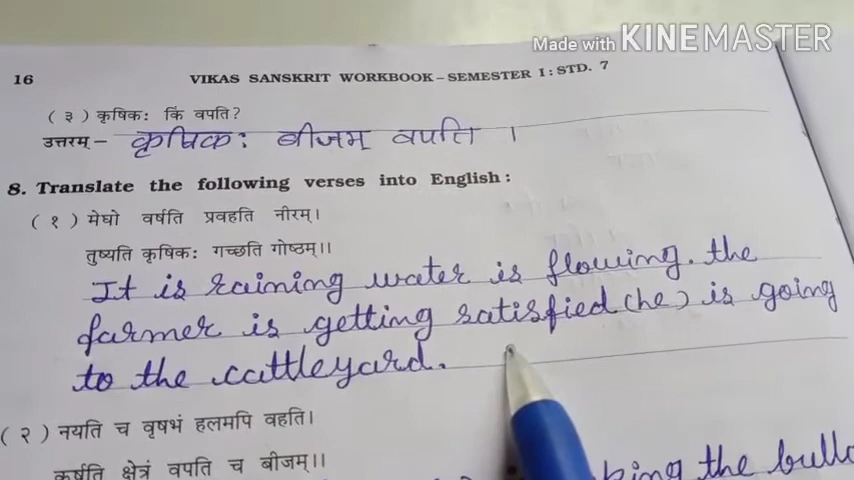 Made with KINEMASTER
16 VIKAS SANSKRIT WORKBOOK – SEMESTER I : STD. 7
( ३ ) कृषिकः किं वपति?
उत्तरम् – कृषिकः बीजम् वपति ।
8. Translate the following verses into English :
( १ ) मेघो वर्षति प्रवहति नीरम्।
तुष्यति कृषिकः गच्छति गोष्ठम्।।
It is raining water is flowing. the
farmer is getting satisfied (he) is going
to the cattleyard.
( २ ) नयति च वृषभं हलमपि वहति।
कर्षति क्षेत्रं वपति च बीजम्।।
the